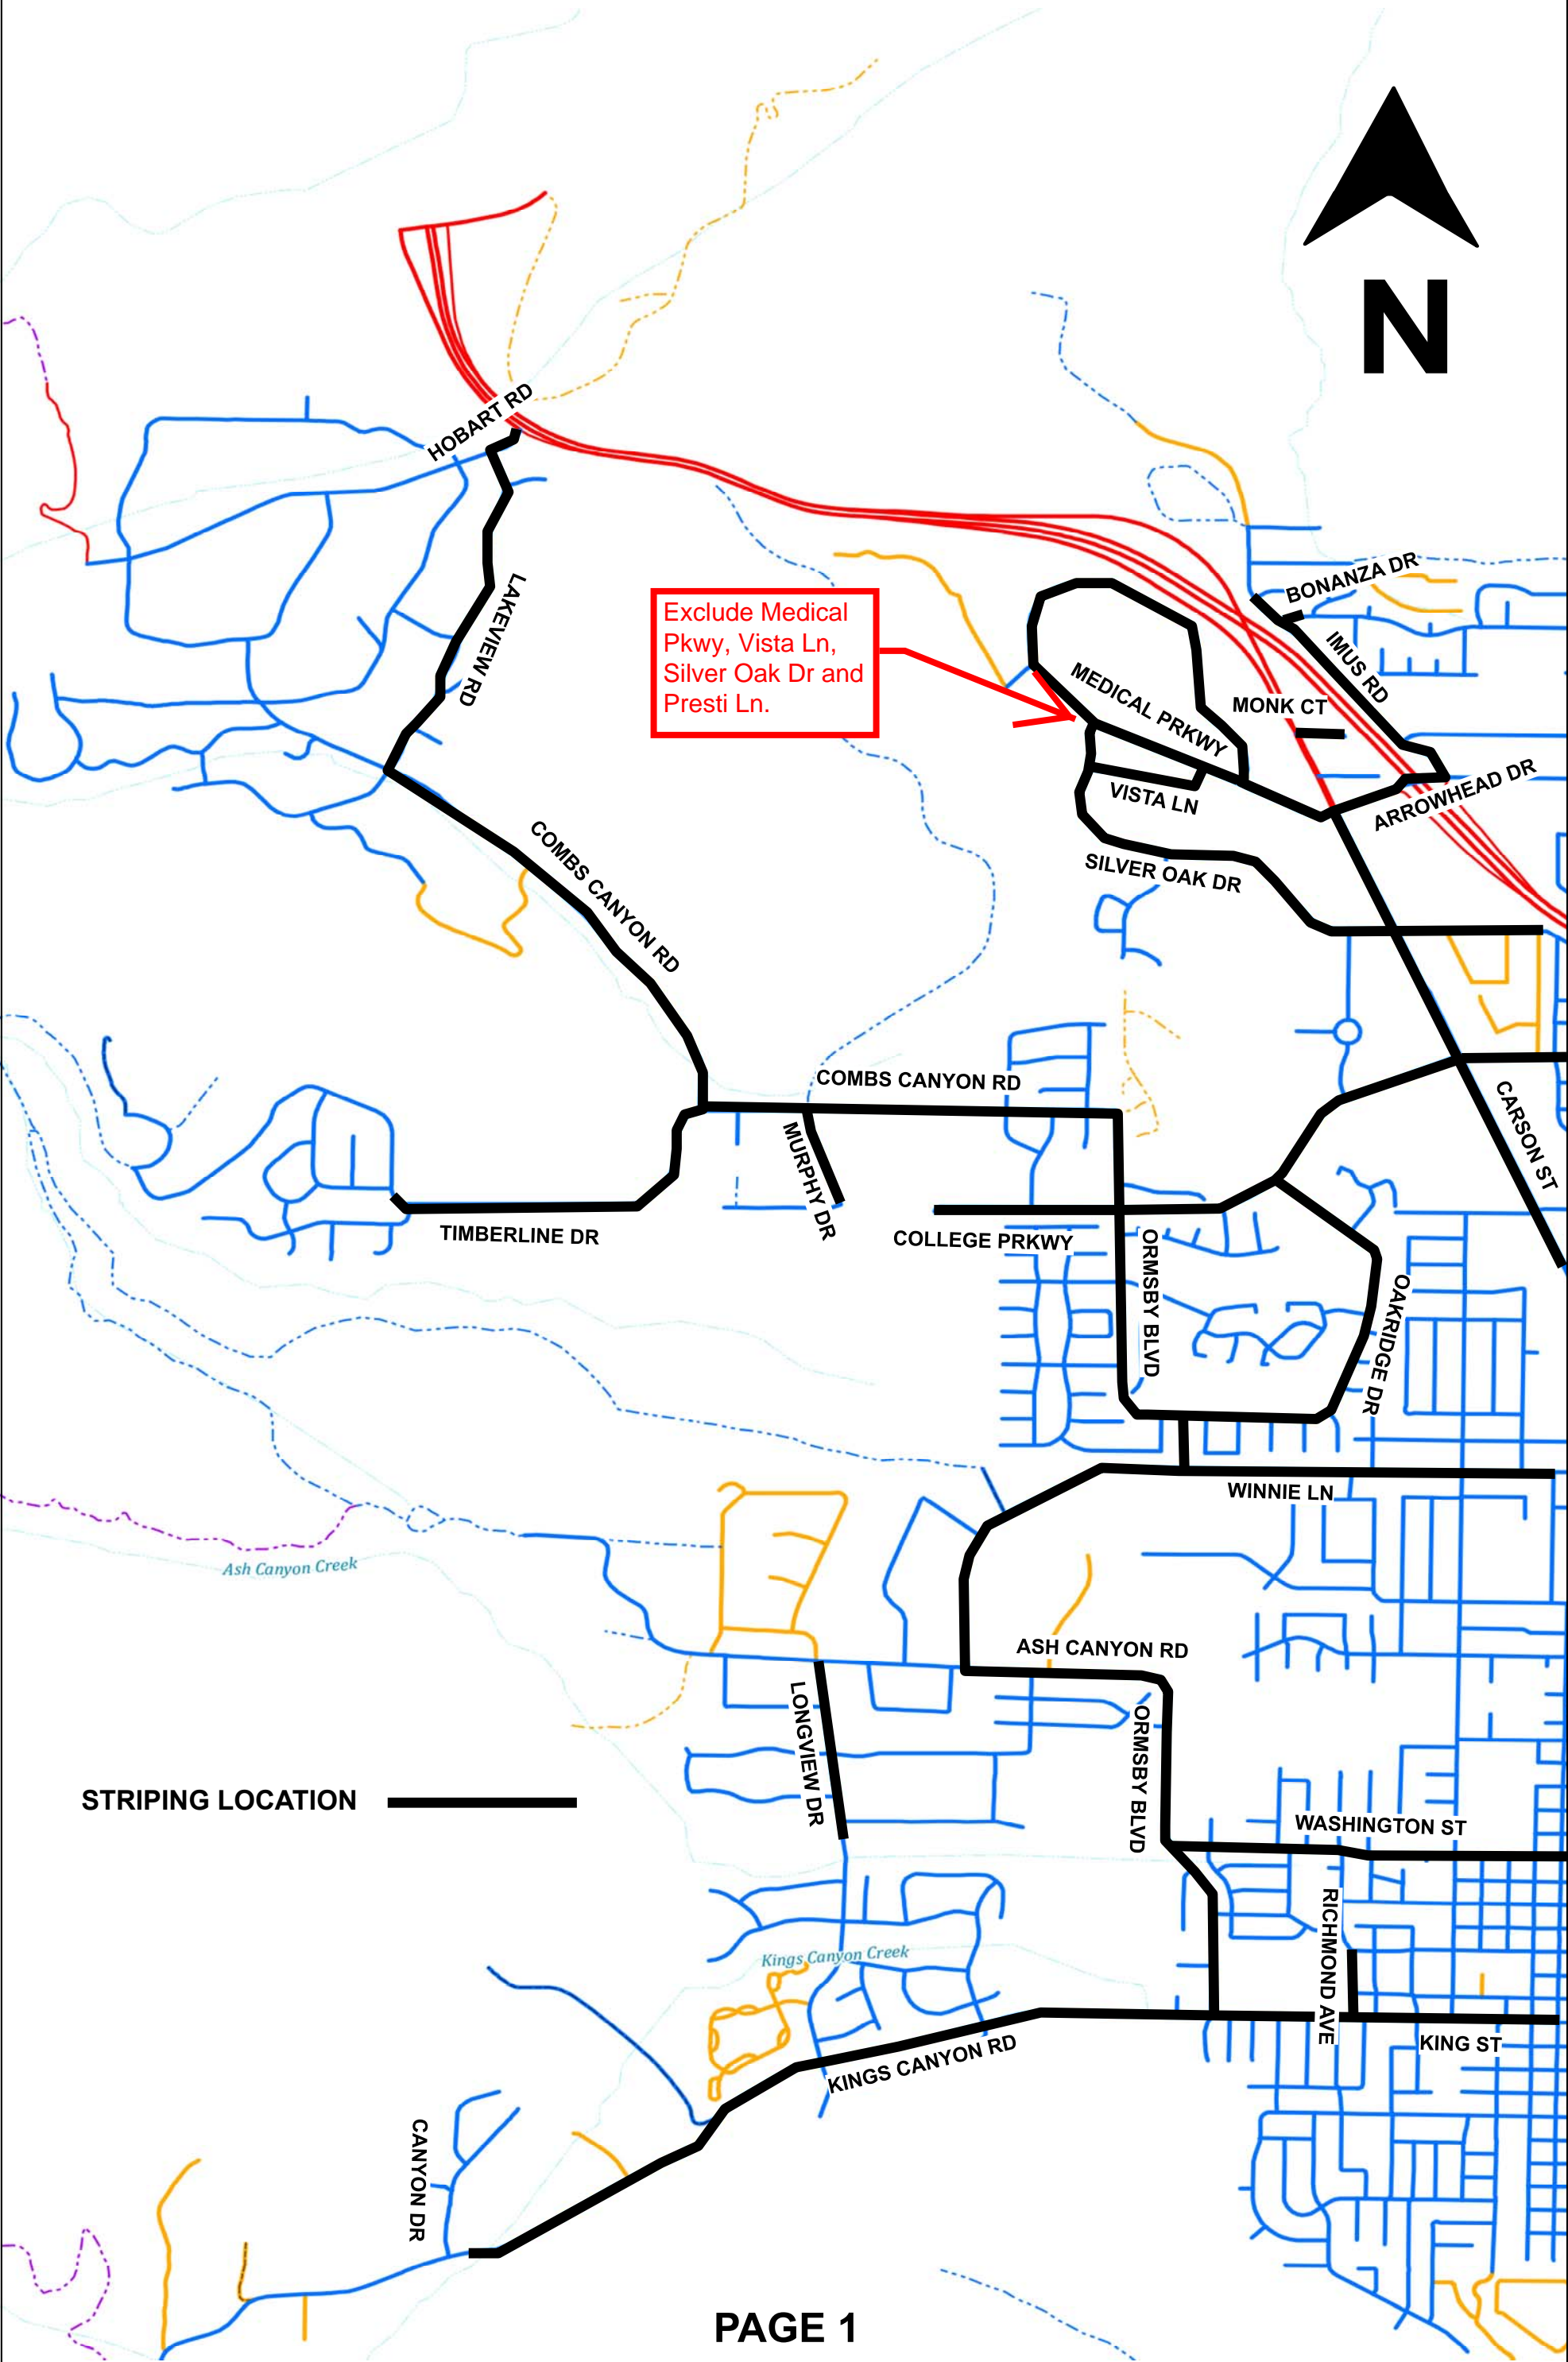 N
HOBART RD
BONANZA DR
LAKEVIEW RD
Exclude Medical
Pkwy, Vista Ln,
Silver Oak Dr and
Presti Ln.
IMUS RD
MEDICAL PRKWY
MONK CT
VISTA LN
ARROWHEAD DR
COMBS CANYON RD
SILVER OAK DR
COMBS CANYON RD
CARSON ST
MURPHY DR
TIMBERLINE DR
COLLEGE PRKWY
ORMSBY BLVD
OAKRIDGE DR
WINNIE LN
Ash Canyon Creek
ASH CANYON RD
LONGVIEW DR
ORMSBY BLVD
STRIPING LOCATION
WASHINGTON ST
RICHMOND AVE
Kings Canyon Creek
KING ST
KINGS CANYON RD
CANYON DR
PAGE 1